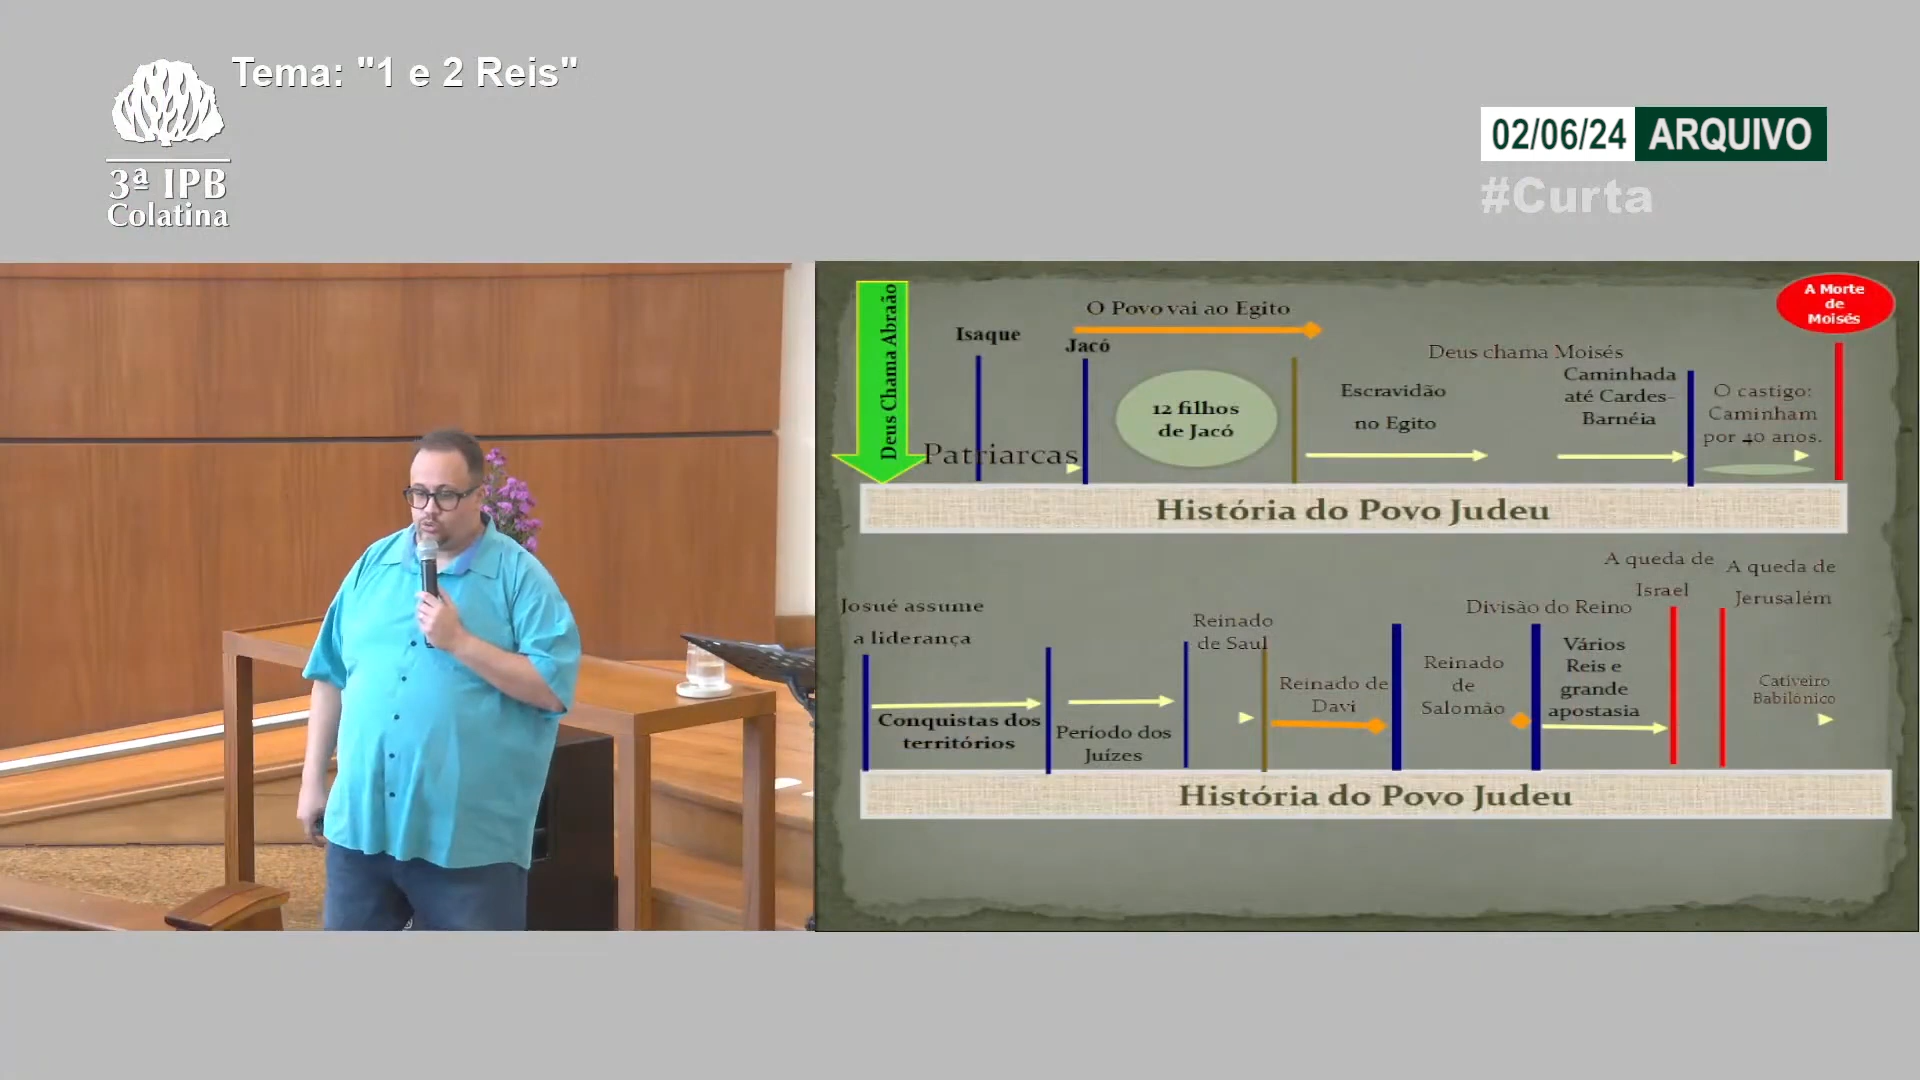 Tema: "1 e 2 Reis"
3ª IPB
Colatina
02/06/24 ARQUIVO
#Curta
Deus Chama Abraão
Isaque
O Povo vai ao Egito
Jacó
Patriarcas
12 filhos
de Jacó
Escravidão
no Egito
Deus chama Moisés
Caminhada
até Cardes-
Barnéia
O castigo:
Caminham
por 40 anos.
A Morte
de
Moisés
História do Povo Judeu
Josué assume
a liderança
Conquistas dos
territórios
Período dos
Juízes
Reinado
de Saul
Reinado de
Davi
Reinado
de
Salomão
Divisão do Reino
Vários
Reis e
grande
apostasia
A queda de
Israel
A queda de
Jerusalém
Cativeiro
Babilônico
História do Povo Judeu